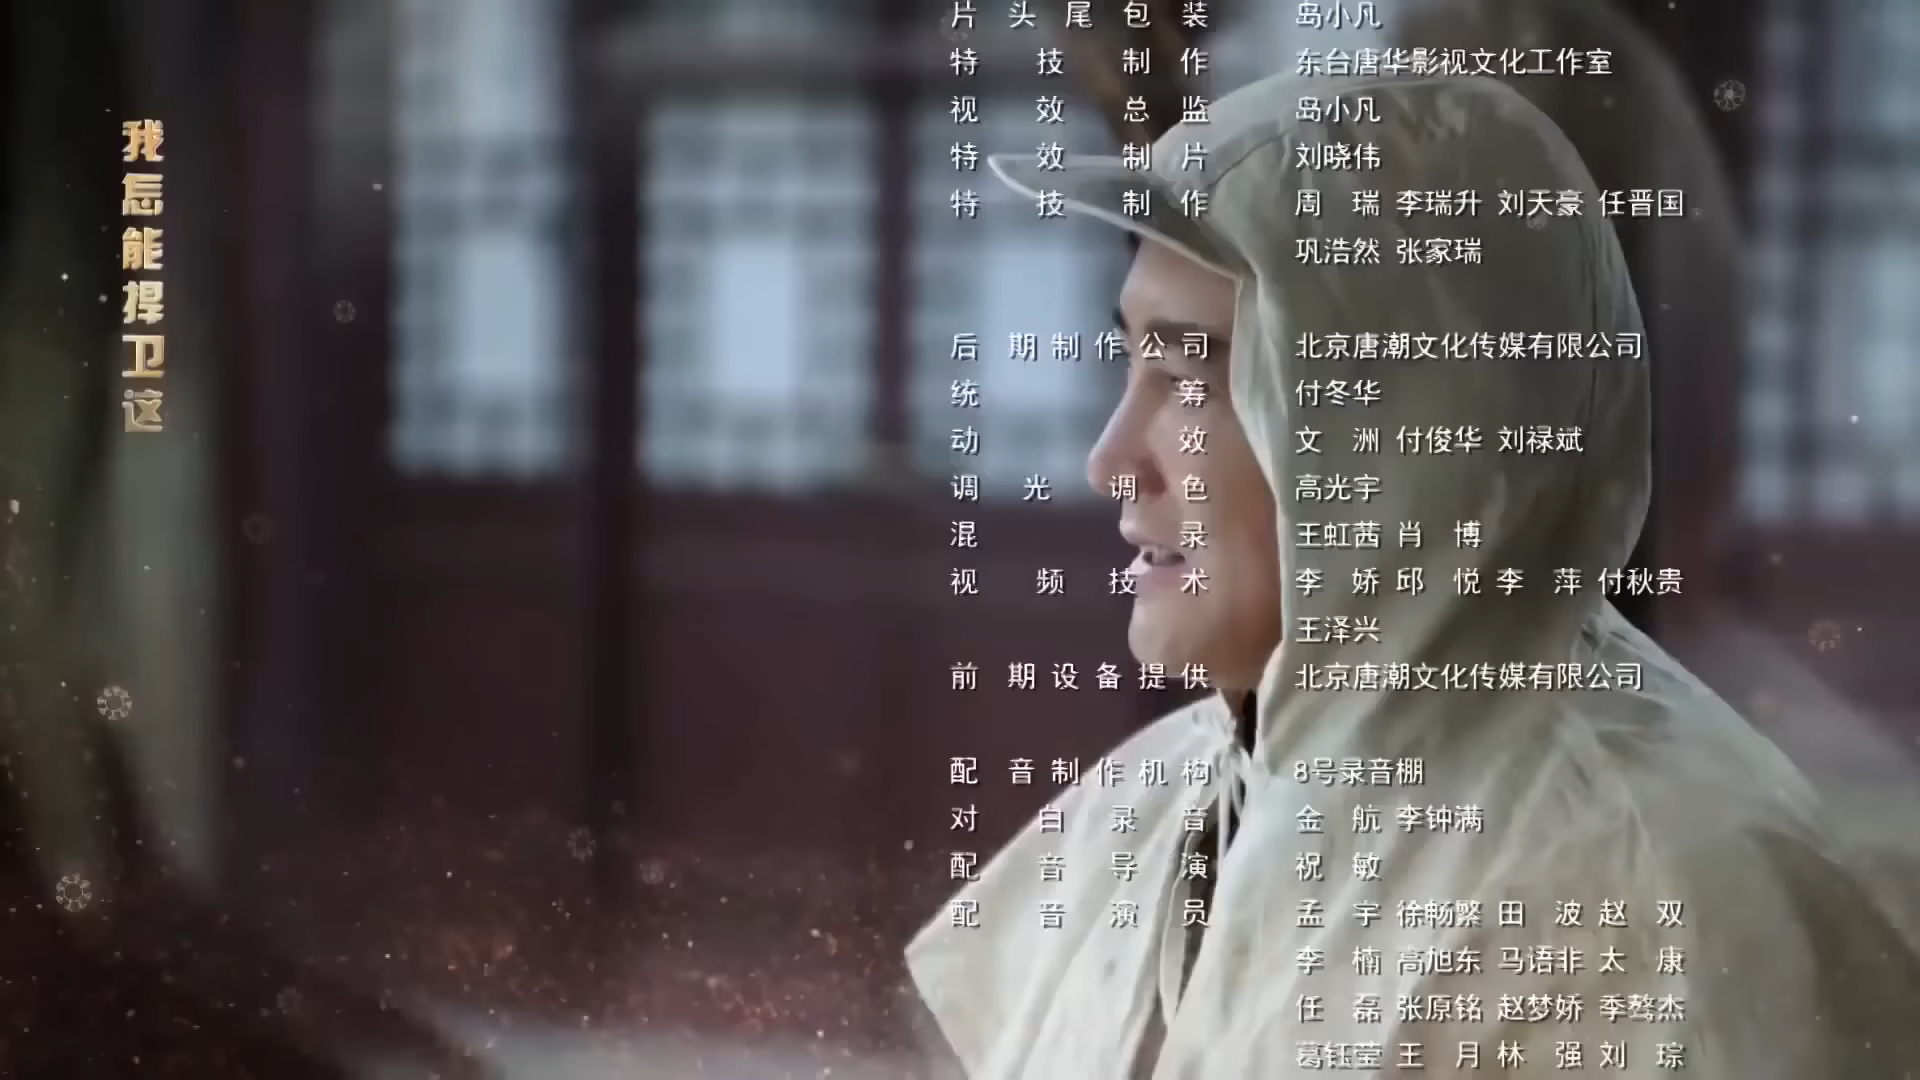 我怎能捍卫这
片头尾包装 岛小凡
特技制作 东台唐华影视文化工作室
视效总监 岛小凡
特效制片 刘晓伟
特技制作 周瑞 李瑞升 刘天豪 任晋国
巩浩然 张家瑞
后期制作公司 北京唐潮文化传媒有限公司
统筹 付冬华
动效 文洲 付俊华 刘禄斌
调光调色 高光宇
混录 王虹茜 肖博
视频技术 李娇 邱悦 李萍 付秋贵
王泽兴
前期设备提供 北京唐潮文化传媒有限公司
配音制作机构 8号录音棚
对白录音 金航 李钟满
配音导演 祝敏
配音演员 孟宇 徐畅繁 田波 赵双
李楠 高旭东 马语非 太康
任磊 张原铭 赵梦娇 季骜杰
葛钰莹 王月 林强 刘琮